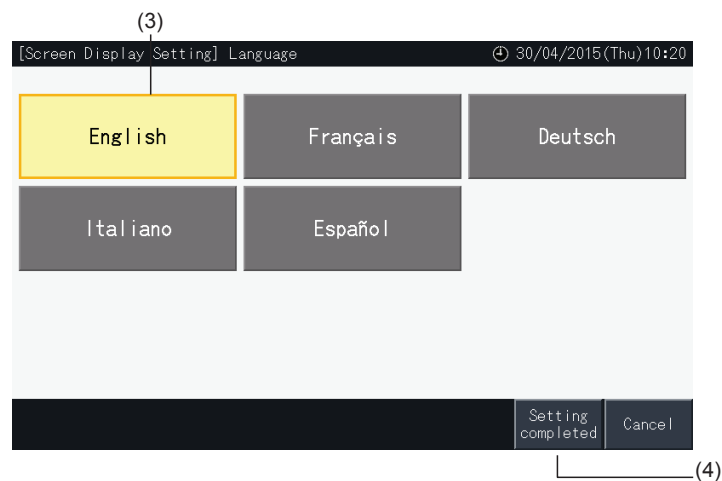 (3)
[Screen Display Setting] Language 30/04/2015(Thu)10:20
English Français Deutsch
Italiano Español
Setting
completed
Cancel
(4)